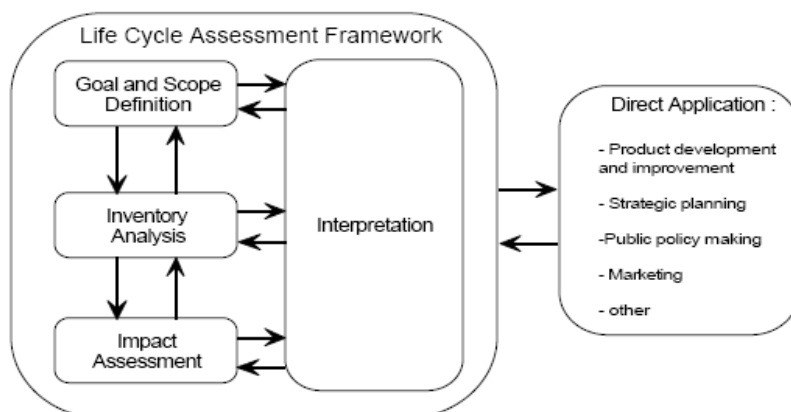 Life Cycle Assessment Framework
Goal and Scope
Definition
Inventory
Analysis
Impact
Assessment
Interpretation
Direct Application :
- Product development
and improvement
- Strategic planning
-Public policy making
- Marketing
- other